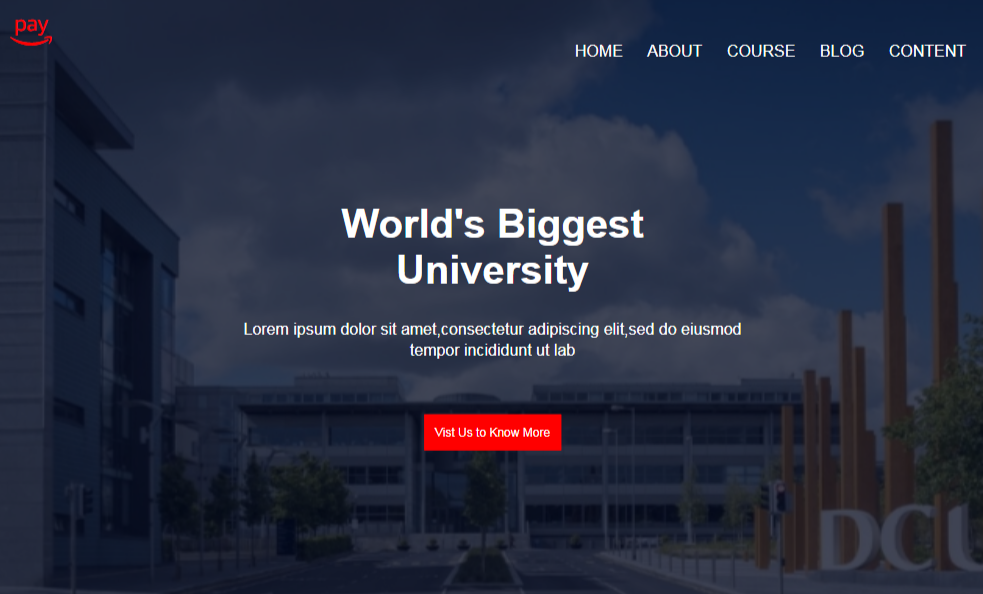 pay
HOME ABOUT COURSE BLOG CONTENT
World's Biggest
University
Lorem ipsum dolor sit amet,consectetur adipiscing elit,sed do eiusmod
tempor incididunt ut lab
Vist Us to Know More
DCU